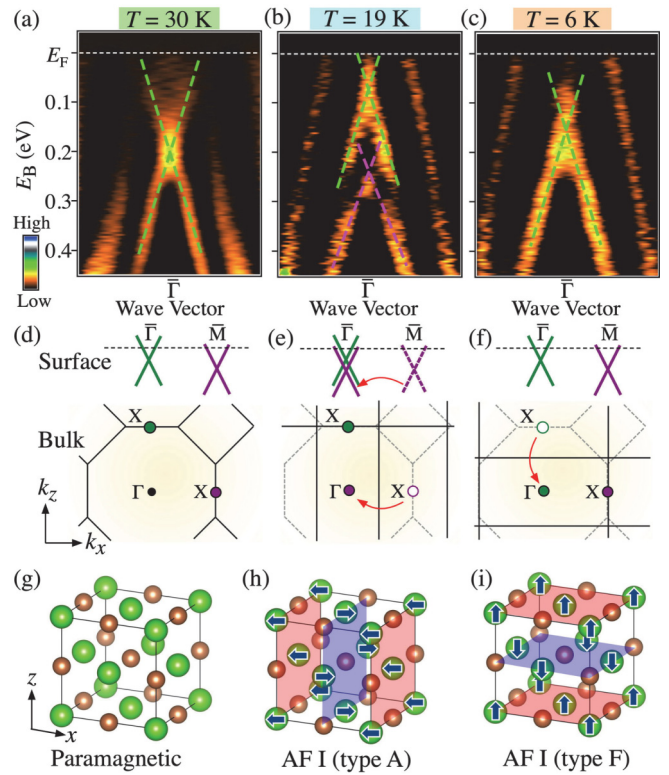 (a) T = 30 K (b) T = 19 K (c) T = 6 K
E_F
0.1
0.2
0.3
0.4
E_B (eV)
High
Low
Γ̄ Γ̄ Γ̄
Wave Vector Wave Vector Wave Vector
(d) Γ̄ M̄ (e) Γ̄ M̄ (f) Γ̄ M̄
Surface
X X X
Bulk
Γ X Γ X Γ X
k_z
k_x
(g) (h) (i)
z
x
Paramagnetic AF I (type A) AF I (type F)